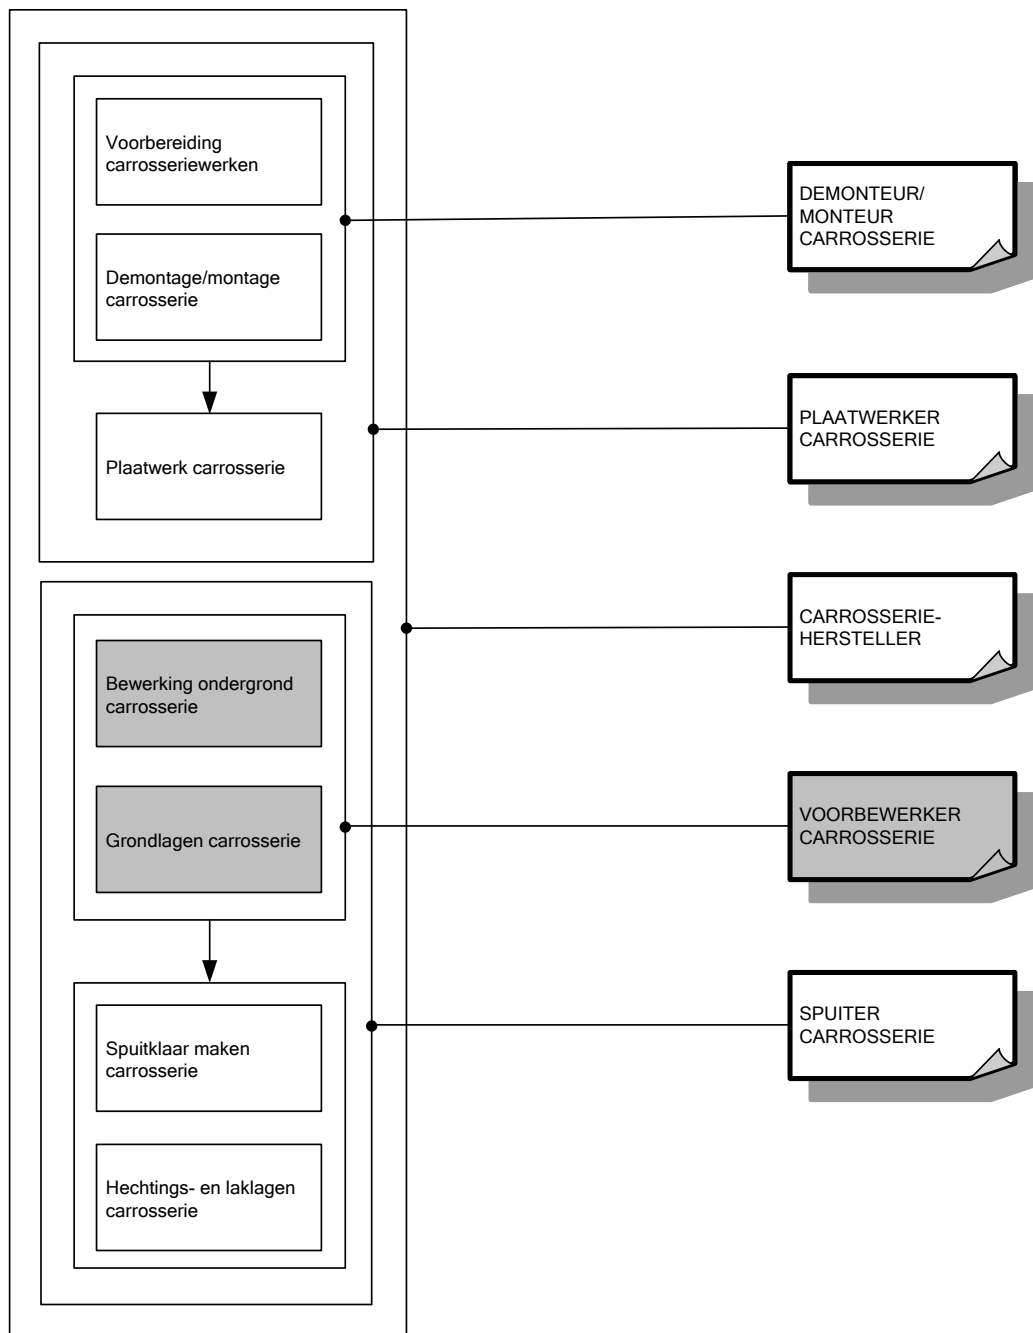 Voorbereiding
carrosseriewerken
Demontage/montage
carrosserie
Plaatwerk carrosserie
Bewerking ondergrond
carrosserie
Grondlagen carrosserie
Spuitklaar maken
carrosserie
Hechtings- en laklagen
carrosserie
DEMONTEUR/
MONTEUR
CARROSSERIE
PLAATWERKER
CARROSSERIE
CARROSSERIE-
HERSTELLER
VOORBEWERKER
CARROSSERIE
SPUITER
CARROSSERIE